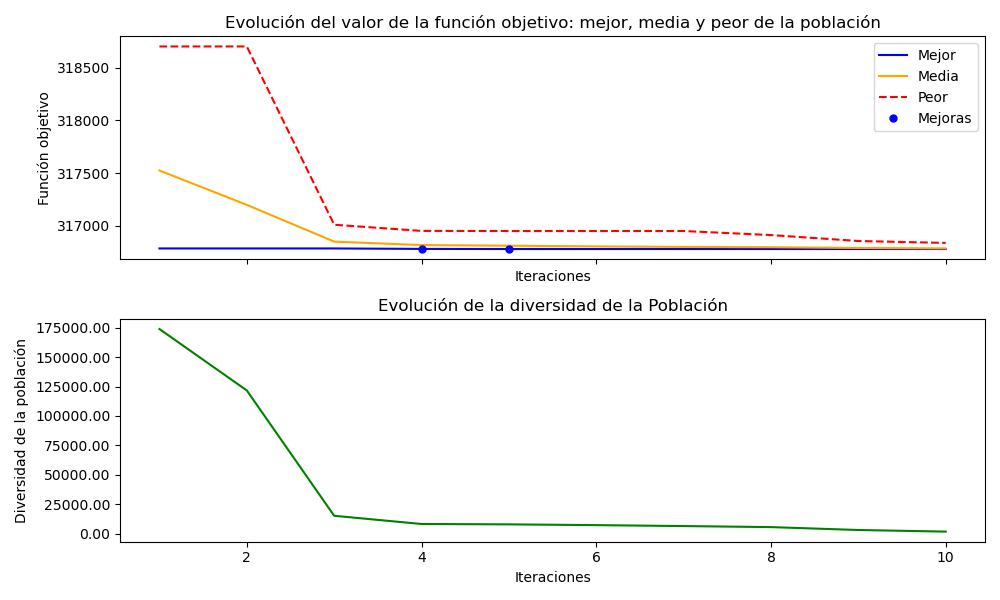 Evolución del valor de la función objetivo: mejor, media y peor de la población
Función objetivo
318500
318000
317500
317000
Mejor
Media
Peor
Mejoras
Iteraciones
Evolución de la diversidad de la Población
Diversidad de la población
175000.00
150000.00
125000.00
100000.00
75000.00
50000.00
25000.00
0.00
2 4 6 8 10
Iteraciones